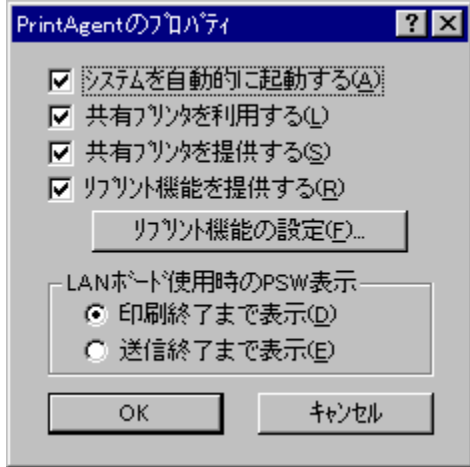 PrintAgentのﾌﾟﾛﾊﾟﾃｨ
ｼｽﾃﾑを自動的に起動する(A)
共有ﾌﾟﾘﾝﾀを利用する(L)
共有ﾌﾟﾘﾝﾀを提供する(S)
ﾘﾌﾟﾘﾝﾄ機能を提供する(R)
ﾘﾌﾟﾘﾝﾄ機能の設定(F)...
LANﾎﾞｰﾄﾞ使用時のPSW表示
印刷終了まで表示(D)
送信終了まで表示(E)
OK ｷｬﾝｾﾙ